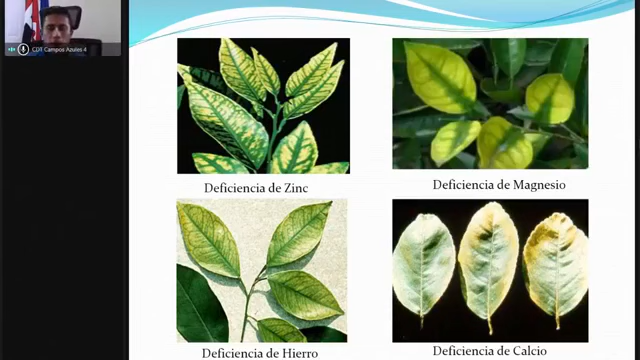 CDT Campos Azules 4
Deficiencia de Zinc
Deficiencia de Magnesio
Deficiencia de Hierro
Deficiencia de Calcio